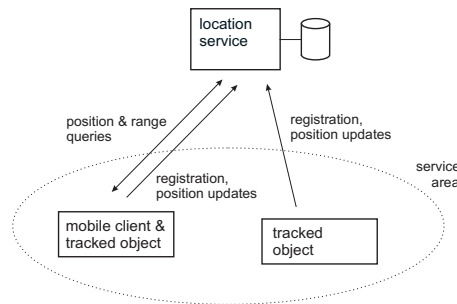 location
service
position & range
queries
registration,
position updates
registration,
position updates
service
area
mobile client &
tracked object
tracked
object